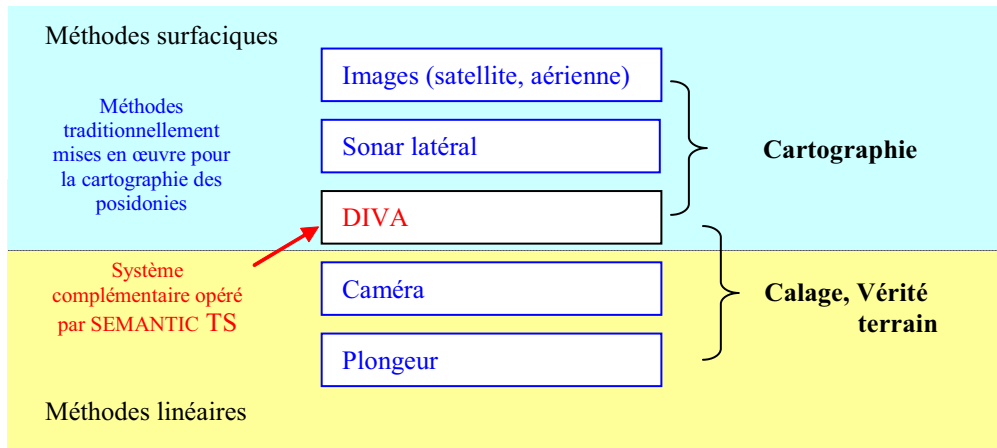 Méthodes surfaciques
Images (satellite, aérienne)
Méthodes
traditionnellement
mises en œuvre pour
la cartographie des
posidonies
Sonar latéral
Cartographie
DIVA
Système
complémentaire opéré
par SEMANTIC TS
Caméra
Calage, Vérité
terrain
Plongeur
Méthodes linéaires